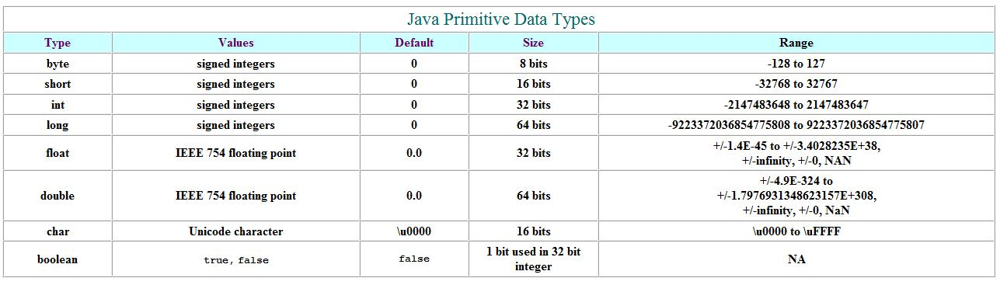 Java Primitive Data Types
Type Values Default Size Range
byte signed integers 0 8 bits -128 to 127
short signed integers 0 16 bits -32768 to 32767
int signed integers 0 32 bits -2147483648 to 2147483647
long signed integers 0 64 bits -9223372036854775808 to 9223372036854775807
float IEEE 754 floating point 0.0 32 bits +/-1.4E-45 to +/-3.4028235E+38,
+/-infinity, +/-0, NAN
double IEEE 754 floating point 0.0 64 bits +/-4.9E-324 to
+/-1.7976931348623157E+308,
+/-infinity, +/-0, NaN
char Unicode character \u0000 16 bits \u0000 to \uFFFF
boolean true, false false 1 bit used in 32 bit
integer NA